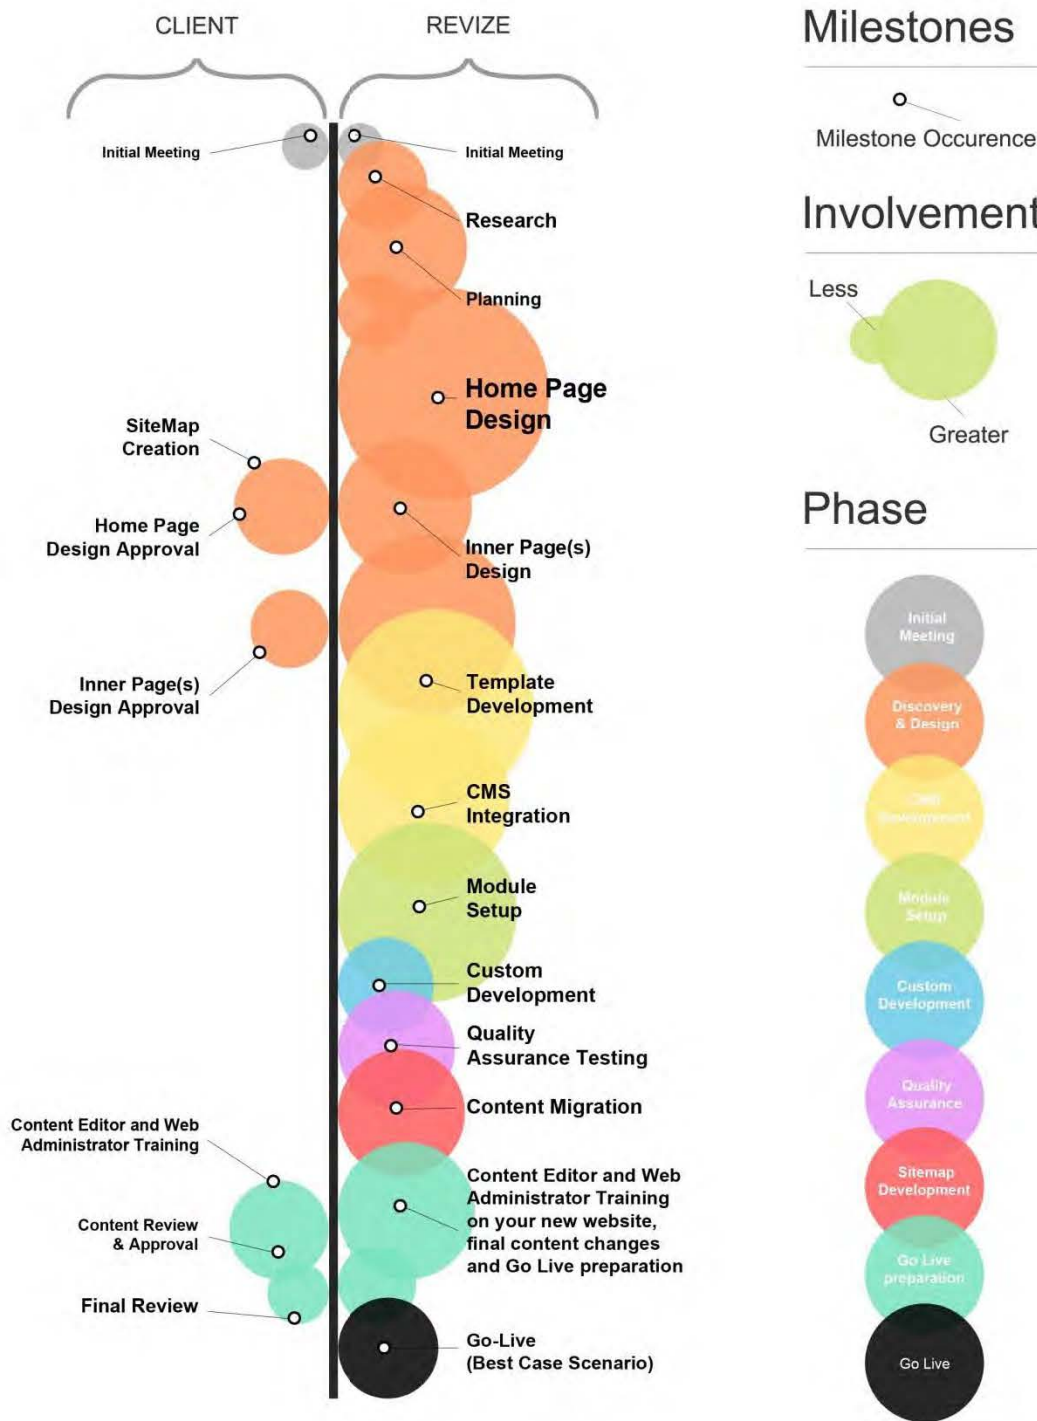 CLIENT
REVIZE
Initial Meeting
Initial Meeting
Research
Planning
Home Page
Design
SiteMap
Creation
Home Page
Design Approval
Inner Page(s)
Design
Inner Page(s)
Design Approval
Template
Development
CMS
Integration
Module
Setup
Custom
Development
Quality
Assurance Testing
Content Migration
Content Editor and Web
Administrator Training
Content Editor and Web
Administrator Training
on your new website,
final content changes
and Go Live preparation
Content Review
& Approval
Final Review
Go-Live
(Best Case Scenario)
Milestones
Milestone Occurence
Involvement
Less
Greater
Phase
Initial
Meeting
Discovery
& Design
CMS
Development
Module
Setup
Custom
Development
Quality
Assurance
Sitemap
Development
Go Live
preparation
Go Live